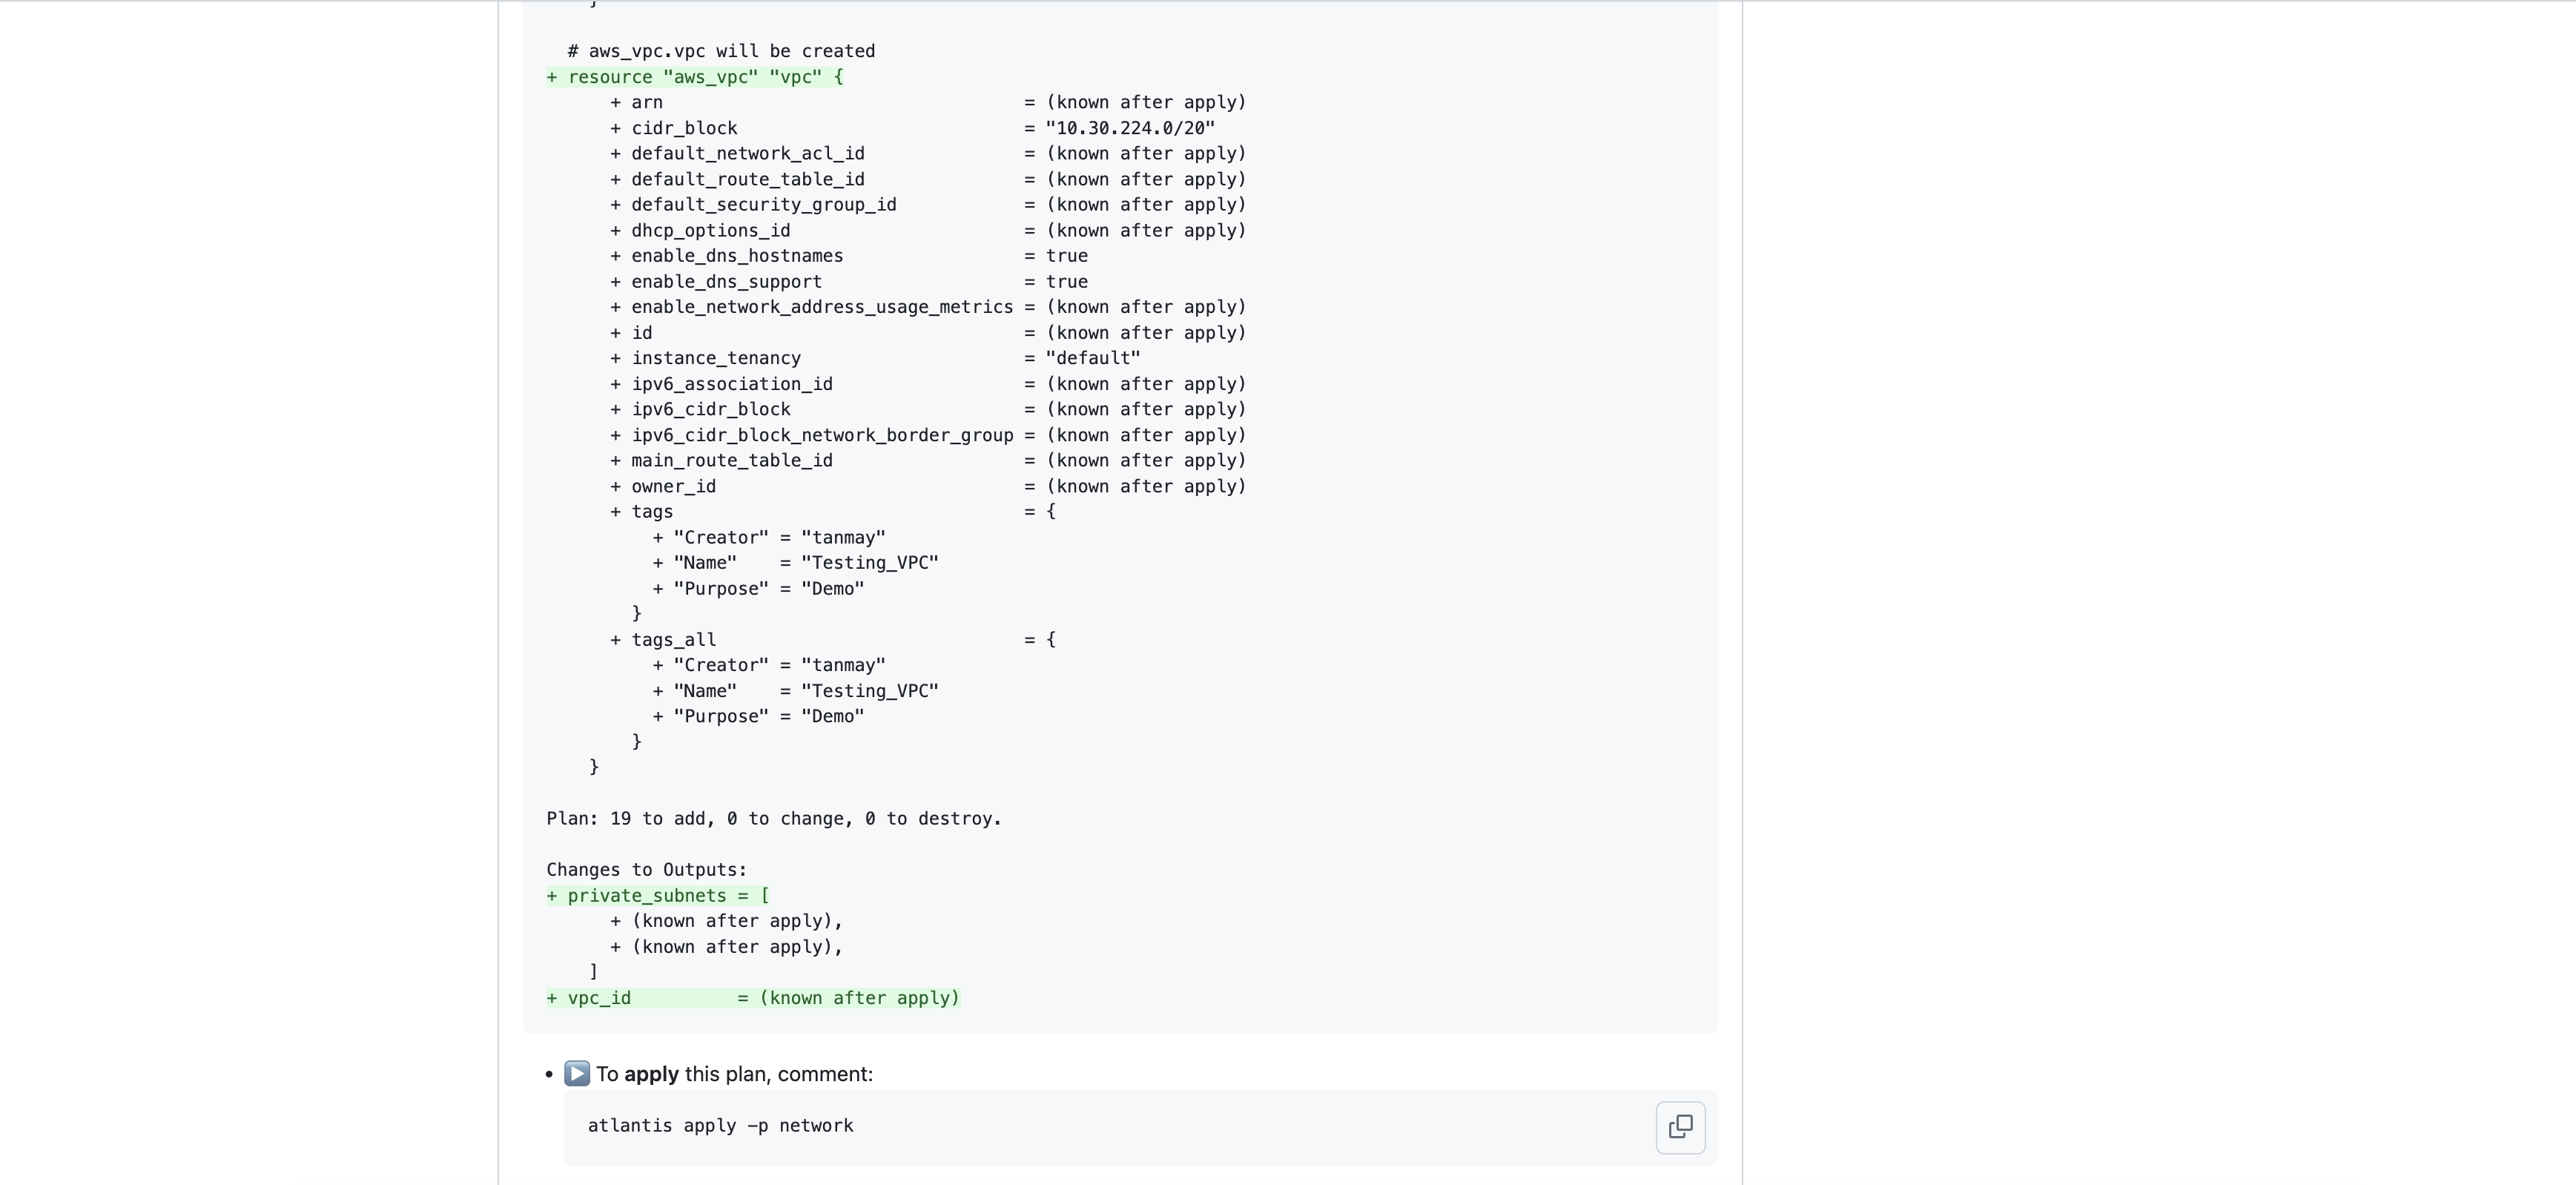 }
# aws_vpc.vpc will be created
+ resource "aws_vpc" "vpc" {
+ arn = (known after apply)
+ cidr_block = "10.30.224.0/20"
+ default_network_acl_id = (known after apply)
+ default_route_table_id = (known after apply)
+ default_security_group_id = (known after apply)
+ dhcp_options_id = (known after apply)
+ enable_dns_hostnames = true
+ enable_dns_support = true
+ enable_network_address_usage_metrics = (known after apply)
+ id = (known after apply)
+ instance_tenancy = "default"
+ ipv6_association_id = (known after apply)
+ ipv6_cidr_block = (known after apply)
+ ipv6_cidr_block_network_border_group = (known after apply)
+ main_route_table_id = (known after apply)
+ owner_id = (known after apply)
+ tags = {
+ "Creator" = "tanmay"
+ "Name" = "Testing_VPC"
+ "Purpose" = "Demo"
}
+ tags_all = {
+ "Creator" = "tanmay"
+ "Name" = "Testing_VPC"
+ "Purpose" = "Demo"
}
}
Plan: 19 to add, 0 to change, 0 to destroy.
Changes to Outputs:
+ private_subnets = [
+ (known after apply),
+ (known after apply),
]
+ vpc_id = (known after apply)
• To apply this plan, comment:
atlantis apply -p network